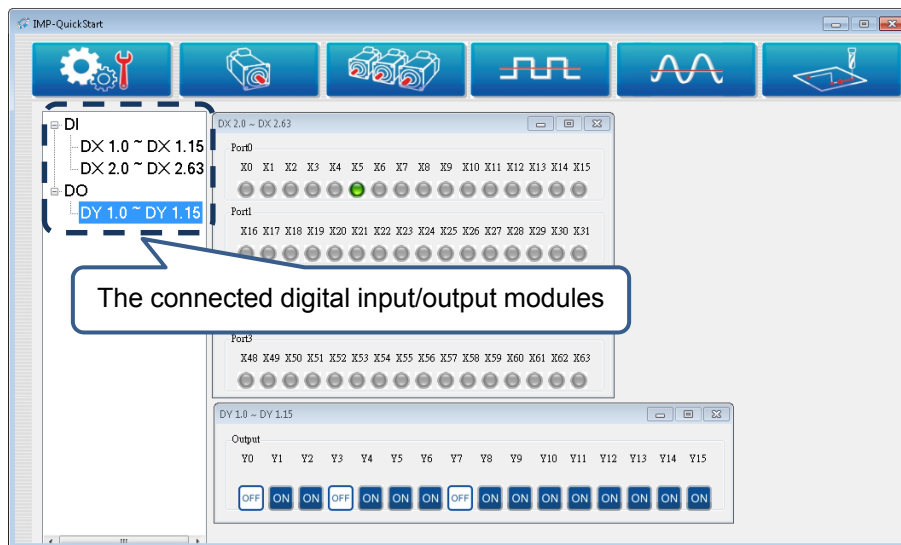 IMP-QuickStart
DI
DX 1.0 ~ DX 1.15
DX 2.0 ~ DX 2.63
DO
DY 1.0 ~ DY 1.15
DX 2.0 ~ DX 2.63
Port0
X0 X1 X2 X3 X4 X5 X6 X7 X8 X9 X10 X11 X12 X13 X14 X15
Port1
X16 X17 X18 X19 X20 X21 X22 X23 X24 X25 X26 X27 X28 X29 X30 X31
The connected digital input/output modules
Port3
X48 X49 X50 X51 X52 X53 X54 X55 X56 X57 X58 X59 X60 X61 X62 X63
DY 1.0 ~ DY 1.15
Output
Y0 Y1 Y2 Y3 Y4 Y5 Y6 Y7 Y8 Y9 Y10 Y11 Y12 Y13 Y14 Y15
OFF ON ON OFF ON ON ON OFF ON ON ON ON ON ON ON ON